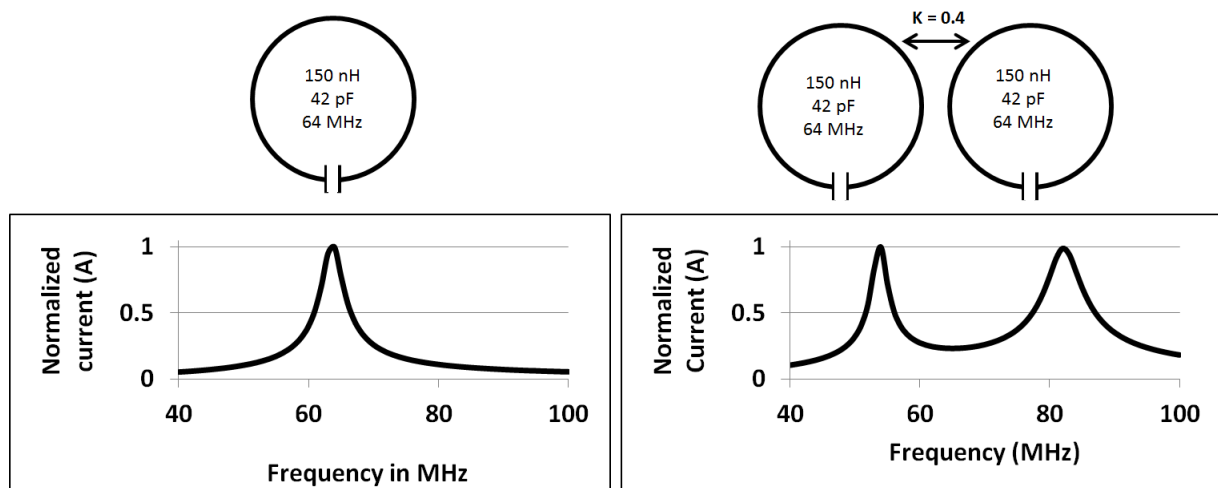 150 nH
42 pF
64 MHz
K = 0.4
150 nH
42 pF
64 MHz
150 nH
42 pF
64 MHz
Normalized
current (A)
1
0.5
0
40 60 80 100
Frequency in MHz
Normalized
Current (A)
1
0.5
0
40 60 80 100
Frequency (MHz)